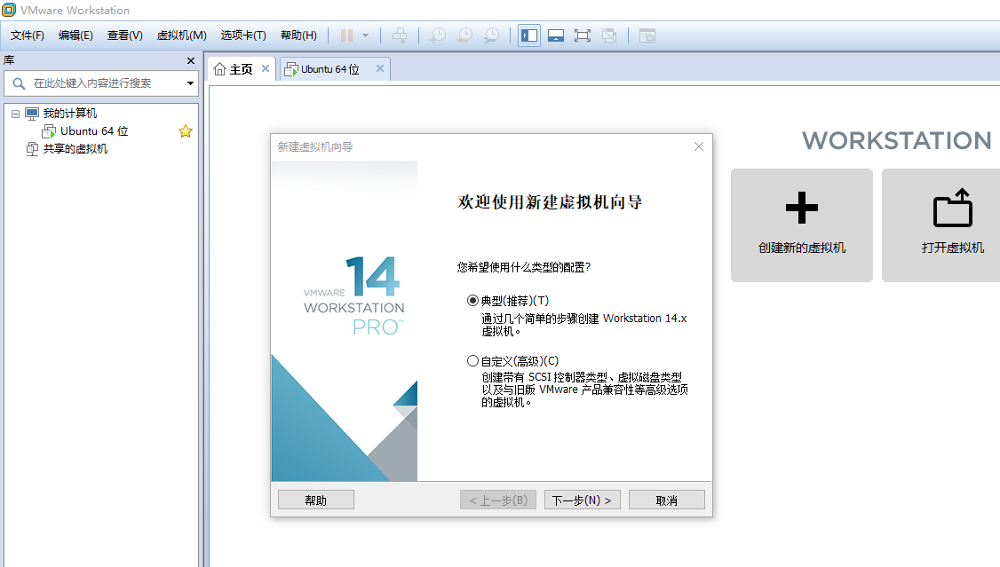 VMware Workstation
文件(F) 编辑(E) 查看(V) 虚拟机(M) 选项卡(T) 帮助(H)
库
在此处键入内容进行搜索
我的计算机
Ubuntu 64 位
共享的虚拟机
主页
Ubuntu 64 位
WORKSTATION
创建新的虚拟机
打开虚拟机
新建虚拟机向导
14
VMWARE
WORKSTATION
PRO™
欢迎使用新建虚拟机向导
您希望使用什么类型的配置?
典型(推荐)(T)
通过几个简单的步骤创建 Workstation 14.x
虚拟机。
自定义(高级)(C)
创建带有 SCSI 控制器类型、虚拟磁盘类型
以及与旧版 VMware 产品兼容性等高级选项
的虚拟机。
帮助
< 上一步(B)
下一步(N) >
取消